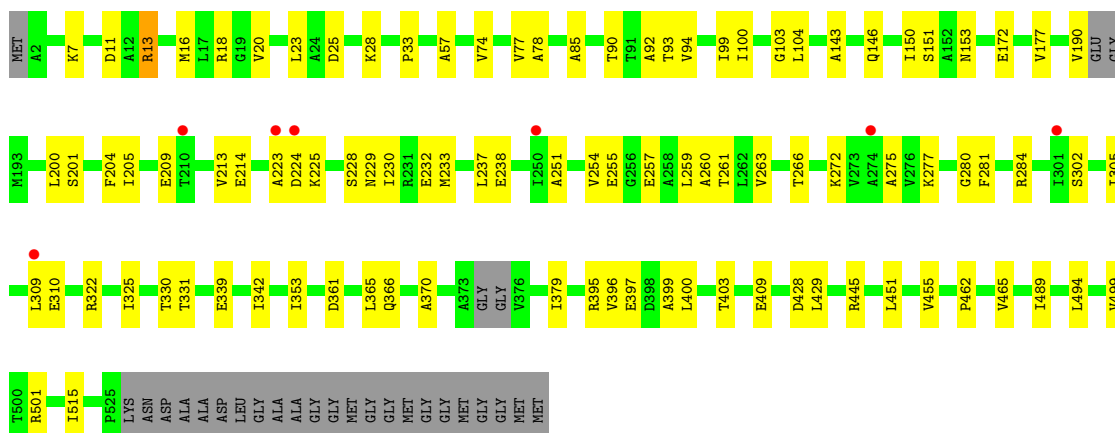 MET A2 K7 D11 A12 R13 M16 L17 R18 G19 V20 L23 A24 D25 K28 P33 A57 V74 V77 A78 A85 T90 T91 A92 T93 V94 I99 I100 G103 L104 A143 Q146 I150 S151 A152 N153 E172 V177 V190 GLU GLY
M193 L200 S201 F204 I205 E209 T210 V213 E214 A223 D224 K225 S228 N229 I230 R231 E232 M233 L237 E238 I250 A251 V254 E255 G256 E257 A258 L259 A260 T261 L262 V263 T266 K272 V273 A274 A275 V276 K277 G280 F281 R284 I301 S302 I305
L309 E310 R322 I325 T330 T331 E339 I342 I353 D361 L365 Q366 A370 A373 GLY GLY V376 I379 R395 V396 E397 D398 A399 L400 T403 E409 D428 L429 R445 L451 V455 P462 V465 I489 L494 V499
T500 R501 I515 P525 LYS ASN ASP ALA ALA ASP LEU GLY ALA ALA GLY GLY MET GLY GLY MET GLY GLY MET GLY GLY MET MET